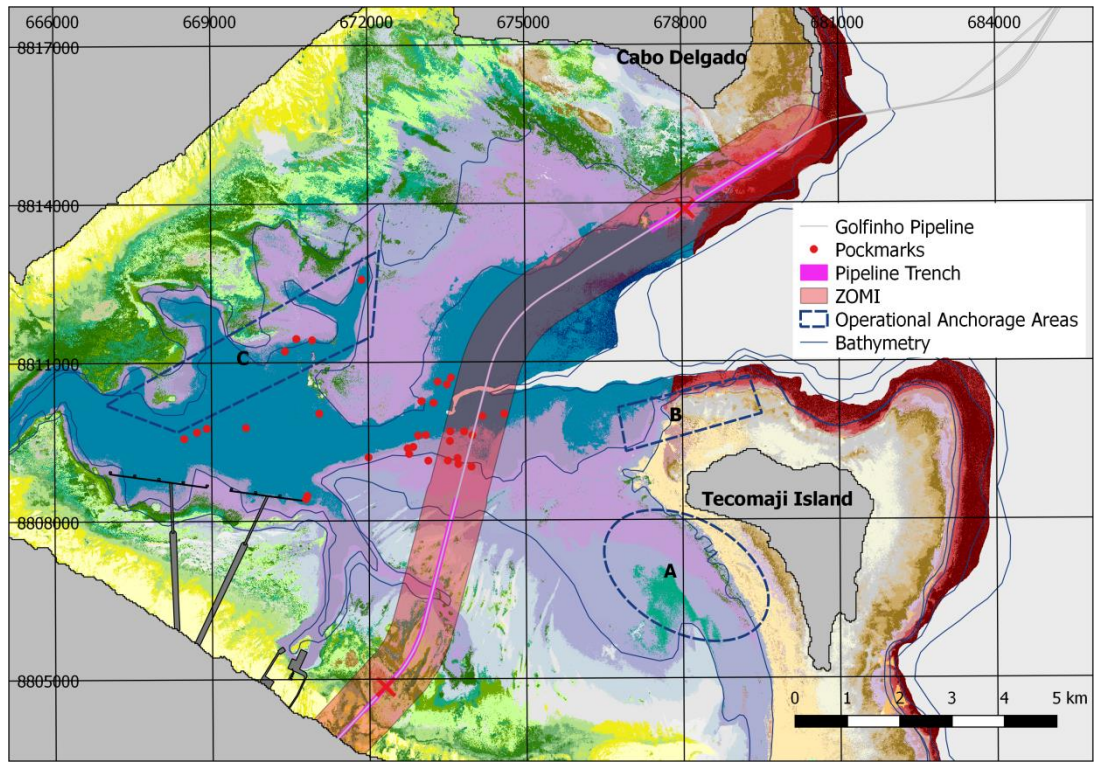 666000 669000 672000 675000 678000 681000 684000
8817000
Cabo Delgado
8814000
Golfinho Pipeline
Pockmarks
Pipeline Trench
ZOMI
Operational Anchorage Areas
Bathymetry
C
8811000
B
Tecomaji Island
8808000
A
8805000
0 1 2 3 4 5 km